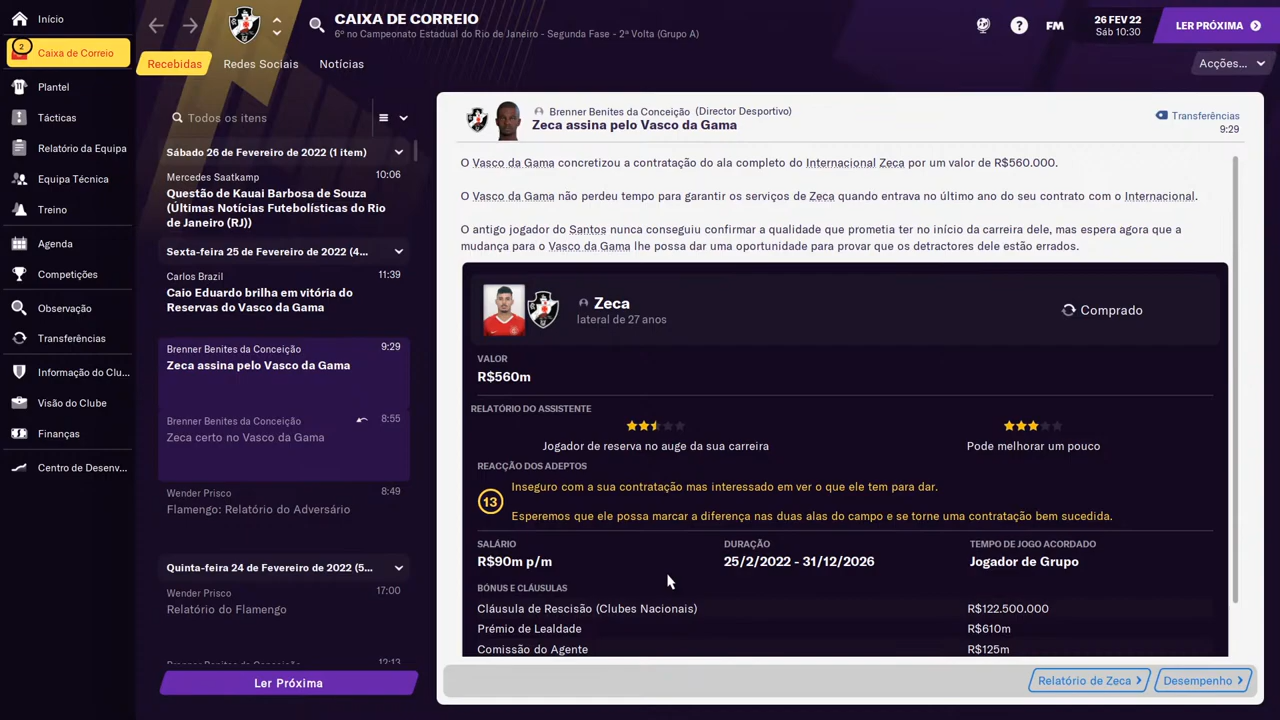 Início
2
Caixa de Correio
Plantel
Tácticas
Relatório da Equipa
Equipa Técnica
Treino
Agenda
Competições
Observação
Transferências
Informação do Clu...
Visão do Clube
Finanças
Centro de Desenv...
CAIXA DE CORREIO
6º no Campeonato Estadual do Rio de Janeiro - Segunda Fase - 2ª Volta (Grupo A)
FM
26 FEV 22
Sáb 10:30
LER PRÓXIMA
Recebidas
Redes Sociais
Notícias
Acções...
Todos os itens
Sábado 26 de Fevereiro de 2022 (1 item)
Mercedes Saatkamp 10:06
Questão de Kauai Barbosa de Souza
(Últimas Notícias Futebolísticas do Rio
de Janeiro (RJ))
Sexta-feira 25 de Fevereiro de 2022 (4...
Carlos Brazil 11:39
Caio Eduardo brilha em vitória do
Reservas do Vasco da Gama
Brenner Benites da Conceição 9:29
Zeca assina pelo Vasco da Gama
Brenner Benites da Conceição 8:55
Zeca certo no Vasco da Gama
Wender Prisco 8:49
Flamengo: Relatório do Adversário
Quinta-feira 24 de Fevereiro de 2022 (5...
Wender Prisco 17:00
Relatório do Flamengo
Brenner Benites da Conceição 12:13
Ler Próxima
Brenner Benites da Conceição (Director Desportivo)
Zeca assina pelo Vasco da Gama
Transferências
9:29
O Vasco da Gama concretizou a contratação do ala completo do Internacional Zeca por um valor de R$560.000.
O Vasco da Gama não perdeu tempo para garantir os serviços de Zeca quando entrava no último ano do seu contrato com o Internacional.
O antigo jogador do Santos nunca conseguiu confirmar a qualidade que prometia ter no início da carreira dele, mas espera agora que a
mudança para o Vasco da Gama lhe possa dar uma oportunidade para provar que os detractores dele estão errados.
Zeca
lateral de 27 anos
Comprado
VALOR
R$560m
RELATÓRIO DO ASSISTENTE
Jogador de reserva no auge da sua carreira
Pode melhorar um pouco
REACÇÃO DOS ADEPTOS
13
Inseguro com a sua contratação mas interessado em ver o que ele tem para dar.
Esperemos que ele possa marcar a diferença nas duas alas do campo e se torne uma contratação bem sucedida.
SALÁRIO DURAÇÃO TEMPO DE JOGO ACORDADO
R$90m p/m 25/2/2022 - 31/12/2026 Jogador de Grupo
BÓNUS E CLÁUSULAS
Cláusula de Rescisão (Clubes Nacionais) R$122.500.000
Prémio de Lealdade R$610m
Comissão do Agente R$125m
Relatório de Zeca
Desempenho